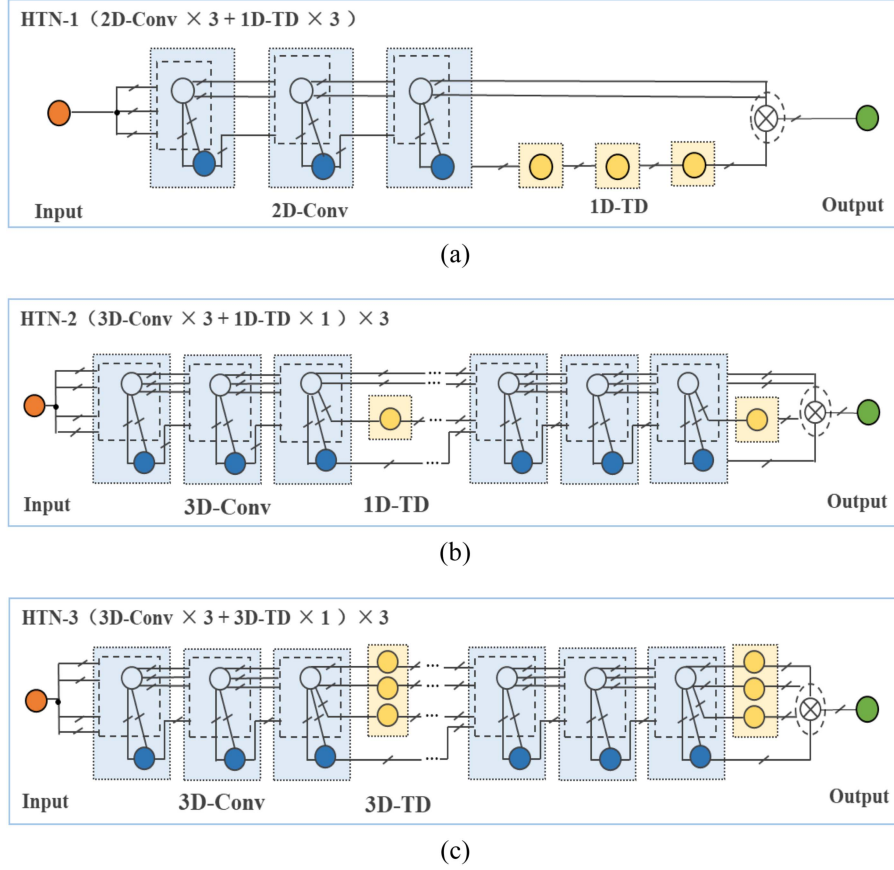 HTN-1（2D-Conv × 3 + 1D-TD × 3）
Input 2D-Conv 1D-TD Output
(a)
HTN-2（3D-Conv × 3 + 1D-TD × 1）× 3
... ...
... ...
...
Input 3D-Conv 1D-TD Output
(b)
HTN-3（3D-Conv × 3 + 3D-TD × 1）× 3
...
...
...
...
Input 3D-Conv 3D-TD Output
(c)